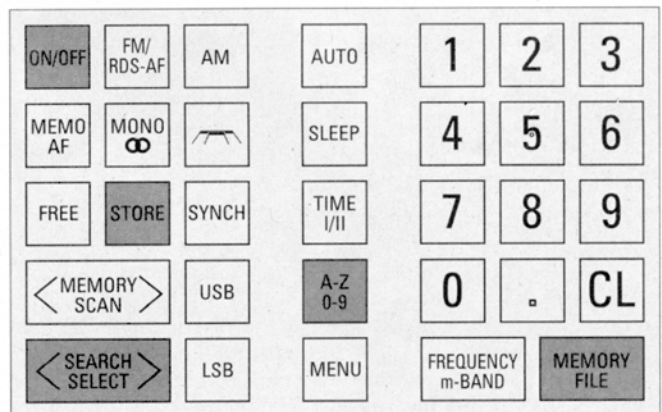 ON/OFF
FM/
RDS-AF
AM
AUTO
1
2
3
MEMO
AF
MONO
SLEEP
4
5
6
FREE
STORE
SYNCH
TIME
I/II
7
8
9
<MEMORY
SCAN>
USB
A-Z
0-9
0
.
CL
<SEARCH
SELECT>
LSB
MENU
FREQUENCY
m-BAND
MEMORY
FILE